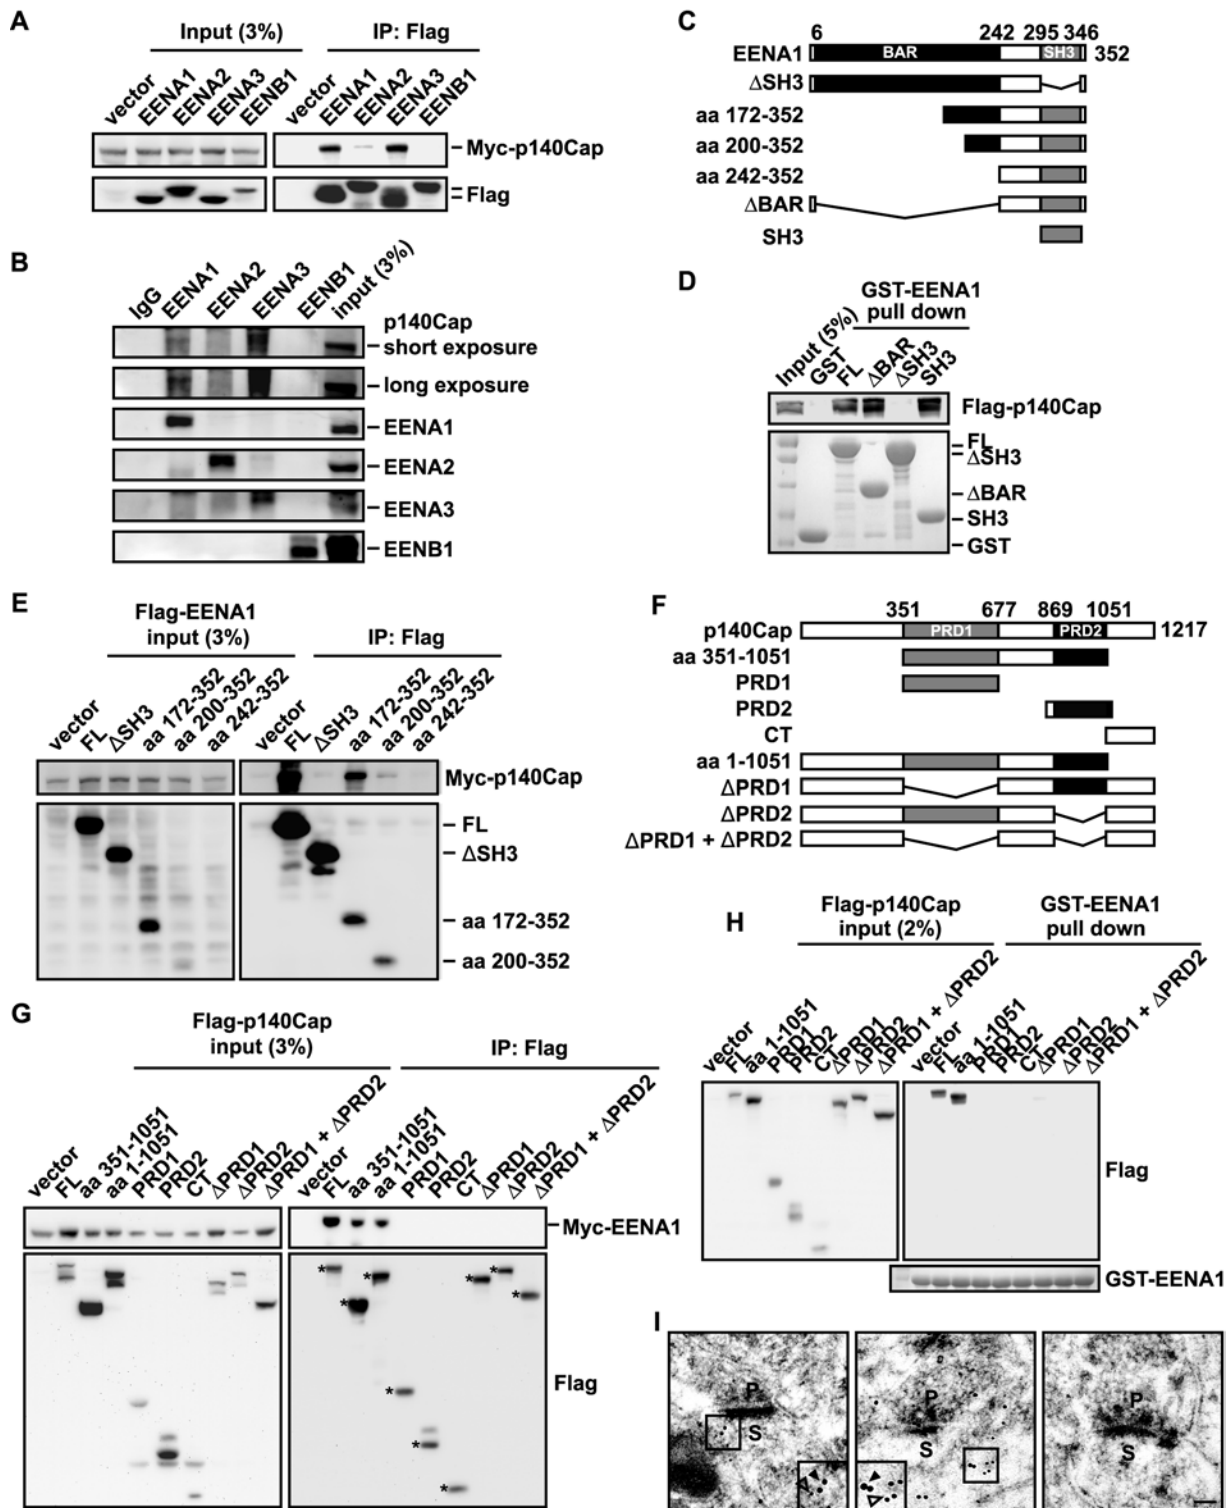 A
Input (3%)
IP: Flag
vector
EENA1
EENA2
EENA3
EENB1
vector
EENA1
EENA2
EENA3
EENB1
Myc-p140Cap
Flag
B
IgG
EENA1
EENA2
EENA3
EENB1
input (3%)
p140Cap
short exposure
long exposure
EENA1
EENA2
EENA3
EENB1
C
6
242
295
346
EENA1
BAR
SH3
352
ΔSH3
aa 172-352
aa 200-352
aa 242-352
ΔBAR
SH3
D
GST-EENA1
pull down
Input (5%)
GST
FL
ΔBAR
ΔSH3
SH3
Flag-p140Cap
FL
ΔSH3
ΔBAR
SH3
GST
E
Flag-EENA1
input (3%)
IP: Flag
vector
FL
ΔSH3
aa 172-352
aa 200-352
aa 242-352
vector
FL
ΔSH3
aa 172-352
aa 200-352
aa 242-352
Myc-p140Cap
FL
ΔSH3
aa 172-352
aa 200-352
F
351
677
869
1051
p140Cap
PRD1
PRD2
1217
aa 351-1051
PRD1
PRD2
CT
aa 1-1051
ΔPRD1
ΔPRD2
ΔPRD1 + ΔPRD2
G
Flag-p140Cap
input (3%)
IP: Flag
vector
FL
aa 351-1051
aa 1-1051
PRD1
PRD2
CT
ΔPRD1
ΔPRD2
ΔPRD1 + ΔPRD2
vector
FL
aa 351-1051
aa 1-1051
PRD1
PRD2
CT
ΔPRD1
ΔPRD2
ΔPRD1 + ΔPRD2
Myc-EENA1
*
*
*
*
*
*
*
*
*
Flag
H
Flag-p140Cap
input (2%)
GST-EENA1
pull down
vector
FL
aa 1-1051
PRD1
PRD2
CT
ΔPRD1
ΔPRD2
ΔPRD1 + ΔPRD2
vector
FL
aa 1-1051
PRD1
PRD2
CT
ΔPRD1
ΔPRD2
ΔPRD1 + ΔPRD2
Flag
GST-EENA1
I
P
S
P
S
P
S